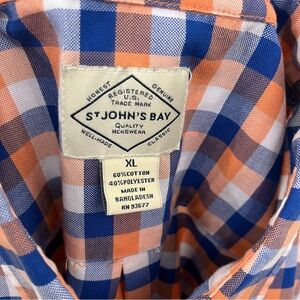 HONEST
GENUINE
REGISTERED
U.S.
TRADE MARK
ST JOHN'S BAY
QUALITY
MENSWEAR
WELL-MADE
CLASSIC
XL
60%COTTON
40%POLYESTER
MADE IN
BANGLADESH
RN 93677